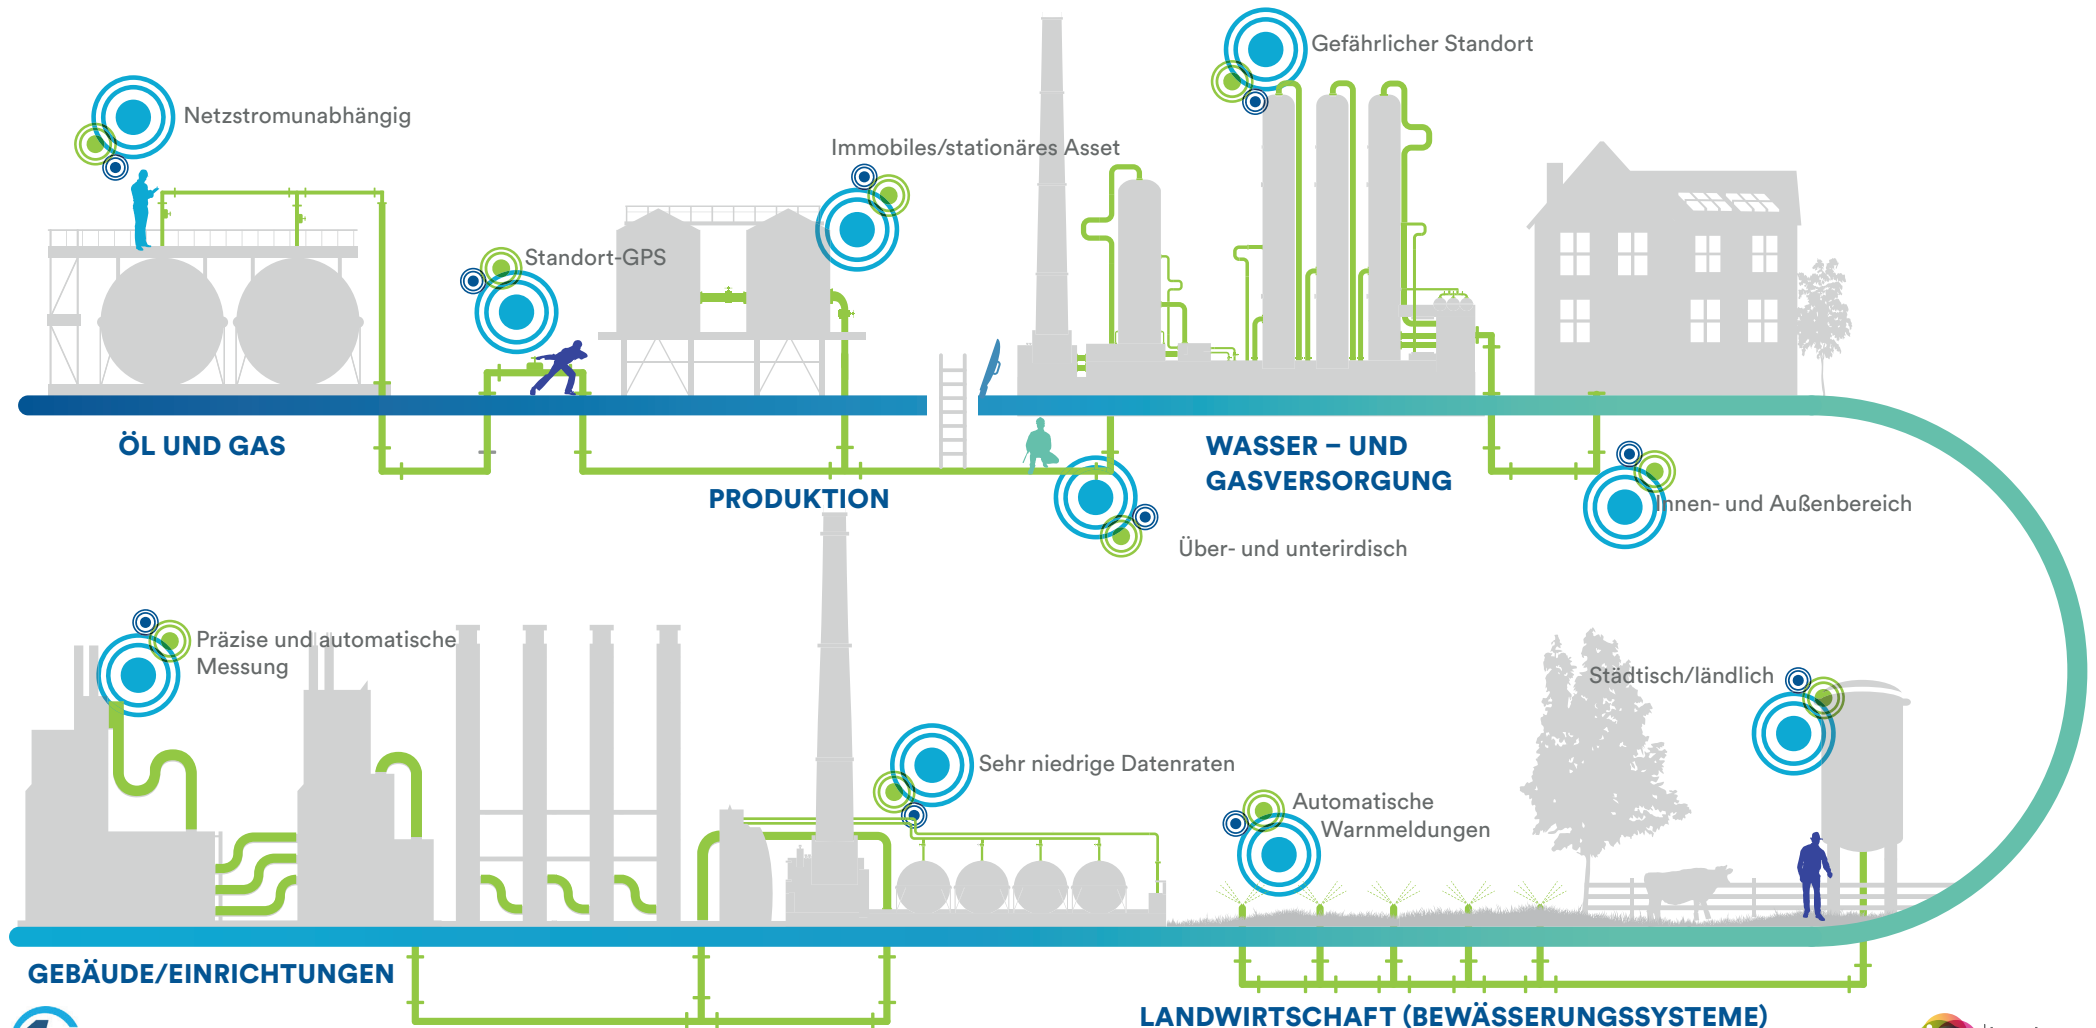 Gefährlicher Standort
Netzstromunabhängig
Immobiles/stationäres Asset
Standort-GPS
ÖL UND GAS
WASSER – UND
GASVERSORGUNG
PRODUKTION
Innen- und Außenbereich
Über- und unterirdisch
Präzise und automatische
Messung
Städtisch/ländlich
Sehr niedrige Datenraten
Automatische
Warnmeldungen
GEBÄUDE/EINRICHTUNGEN
LANDWIRTSCHAFT (BEWÄSSERUNGSSYSTEME)